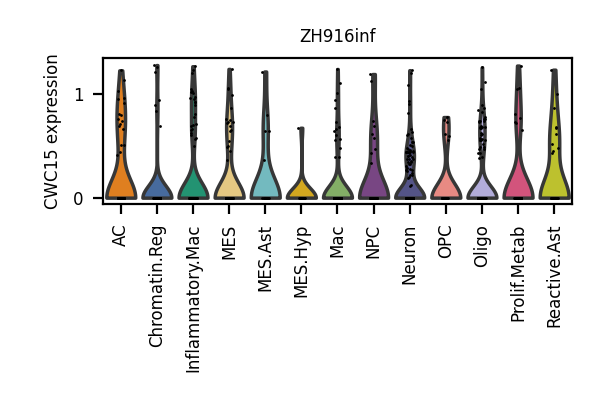 ZH916inf
CWC15 expression
1
0
AC
Chromatin.Reg
Inflammatory.Mac
MES
MES.Ast
MES.Hyp
Mac
NPC
Neuron
OPC
Oligo
Prolif.Metab
Reactive.Ast